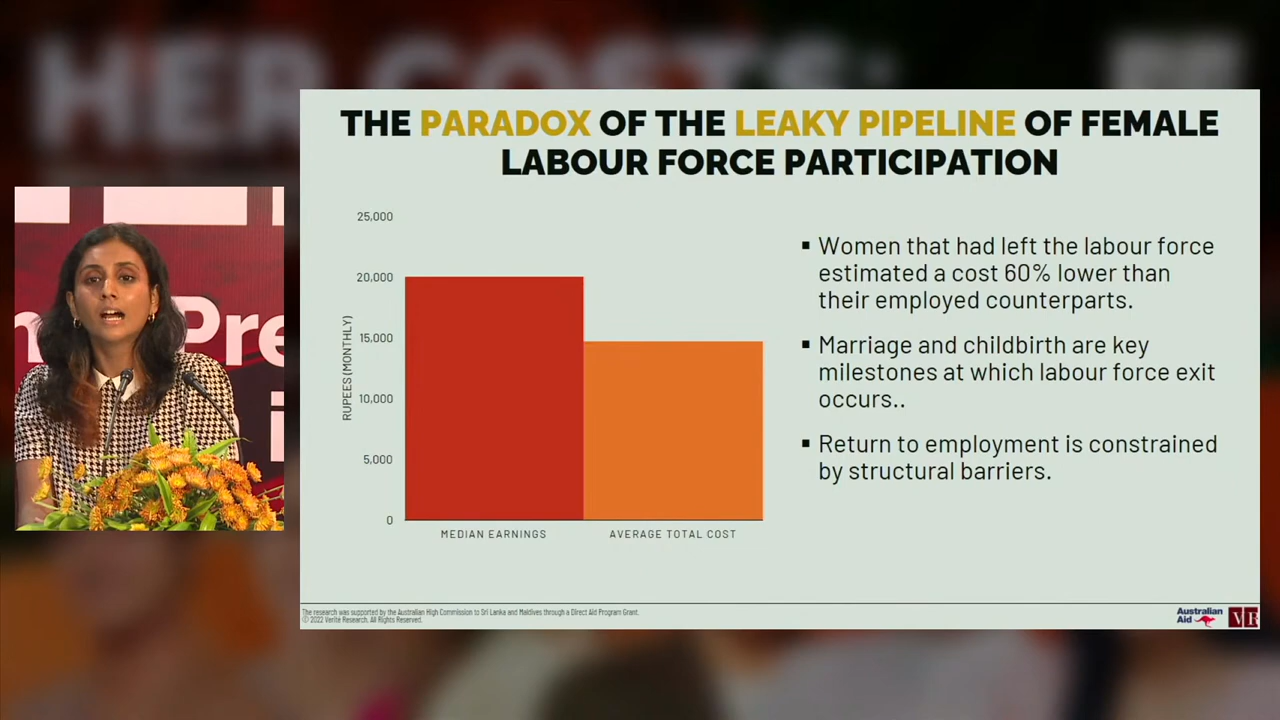 HER COSTS:
THE PARADOX OF THE LEAKY PIPELINE OF FEMALE
LABOUR FORCE PARTICIPATION
25,000
20,000
15,000
10,000
5,000
0
RUPEES (MONTHLY)
MEDIAN EARNINGS
AVERAGE TOTAL COST
▪ Women that had left the labour force
estimated a cost 60% lower than
their employed counterparts.
▪ Marriage and childbirth are key
milestones at which labour force exit
occurs..
▪ Return to employment is constrained
by structural barriers.
Pre
The research was supported by the Australian High Commission to Sri Lanka and Maldives through a Direct Aid Program Grant.
© 2022 Verité Research. All Rights Reserved.
Australian
Aid
VR